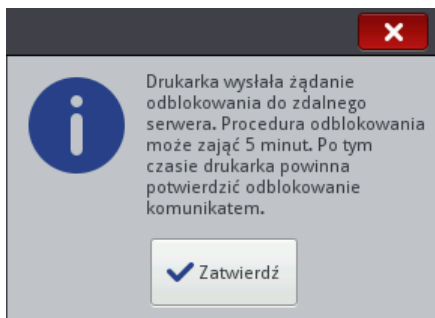 Drukarka wysłała żądanie
odblokowania do zdalnego
serwera. Procedura odblokowania
może zająć 5 minut. Po tym
czasie drukarka powinna
potwierdzić odblokowanie
komunikatem.
Zatwierdź